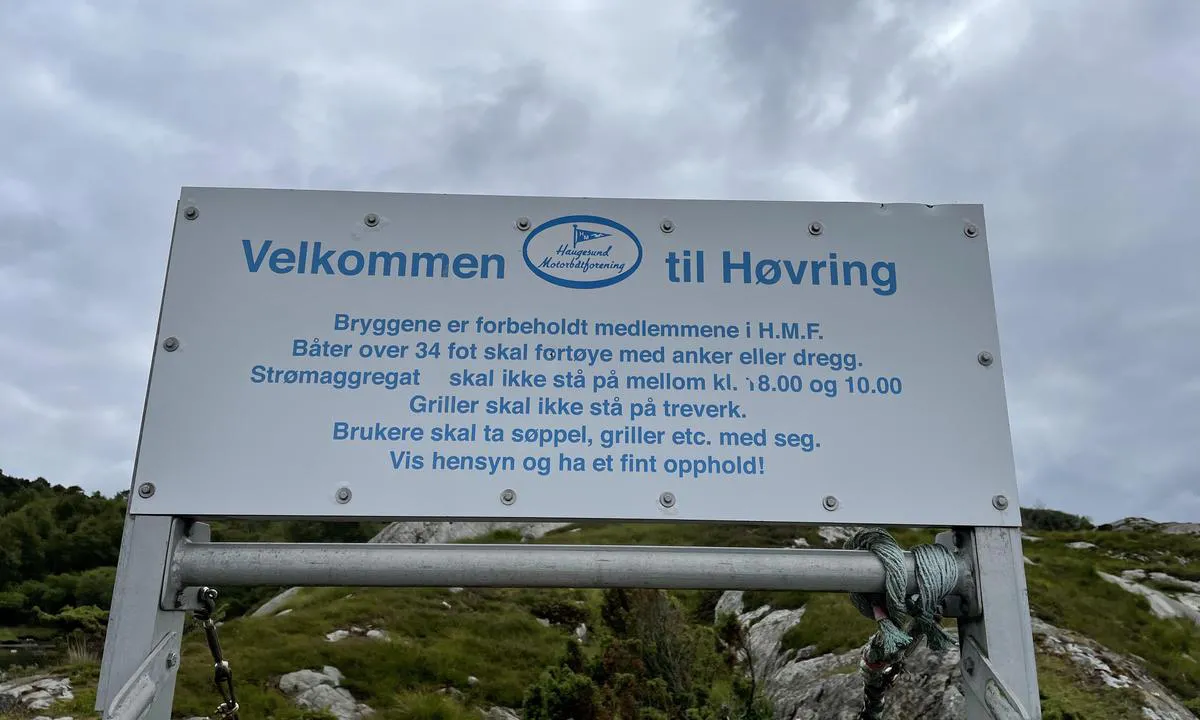 Velkommen til Høvring
HM
Haugesund
Motorbåtforening
Bryggene er forbeholdt medlemmene i H.M.F.
Båter over 34 fot skal fortøye med anker eller dregg.
Strømaggregat skal ikke stå på mellom kl. 18.00 og 10.00
Griller skal ikke stå på treverk.
Brukere skal ta søppel, griller etc. med seg.
Vis hensyn og ha et fint opphold!